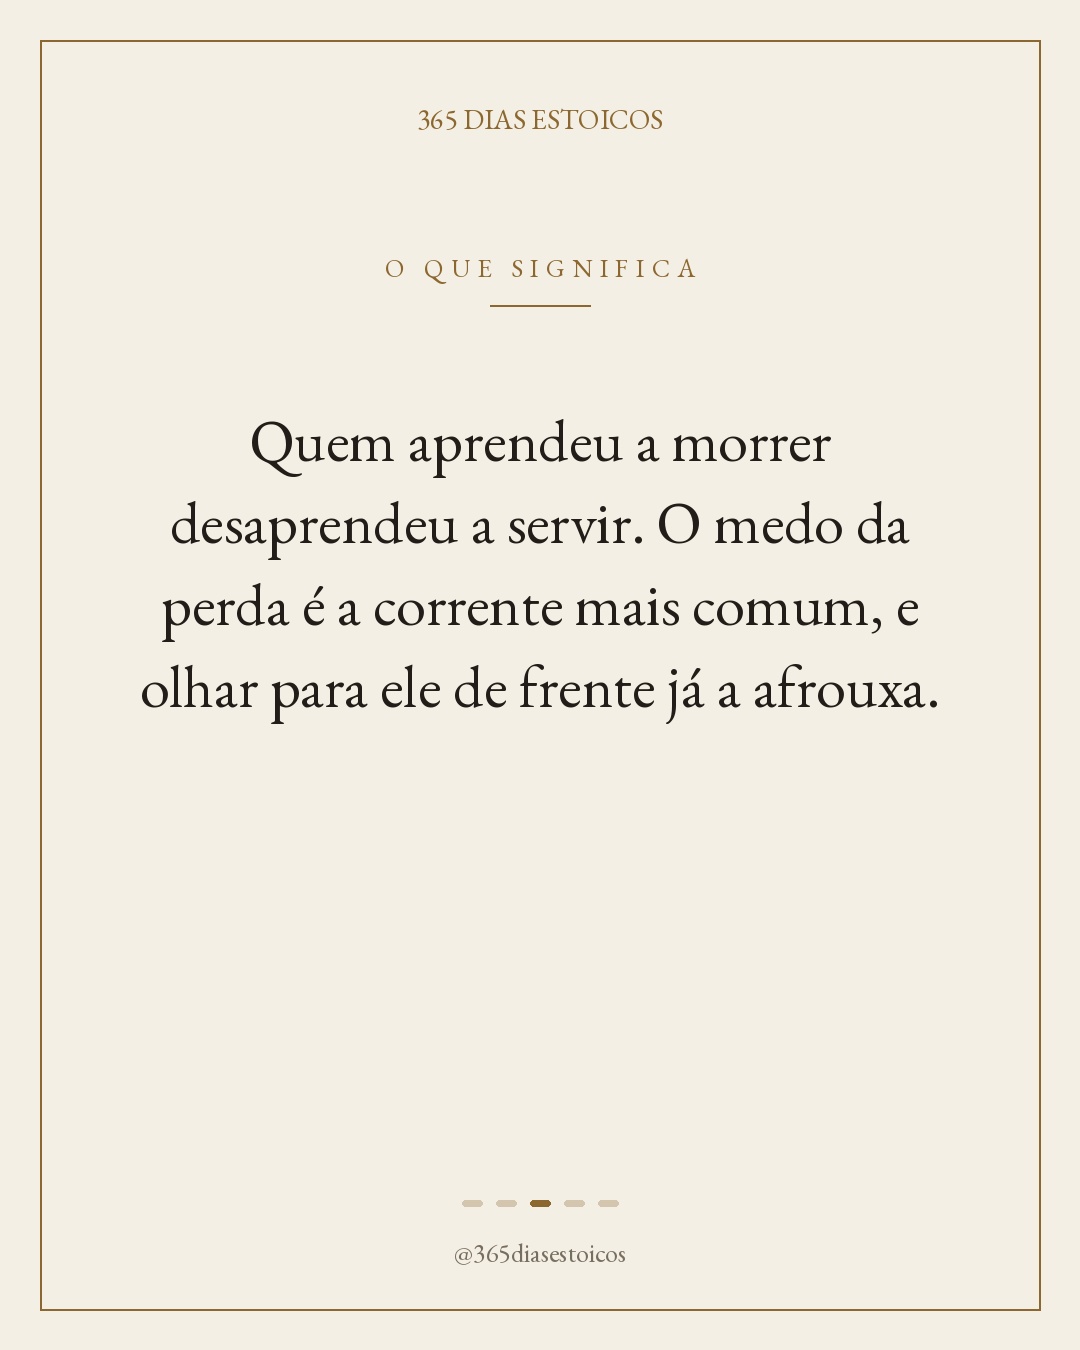 365 DIAS ESTOICOS
O QUE SIGNIFICA
Quem aprendeu a morrer
desaprendeu a servir. O medo da
perda é a corrente mais comum, e
olhar para ele de frente já a afrouxa.
@365diasestoicos